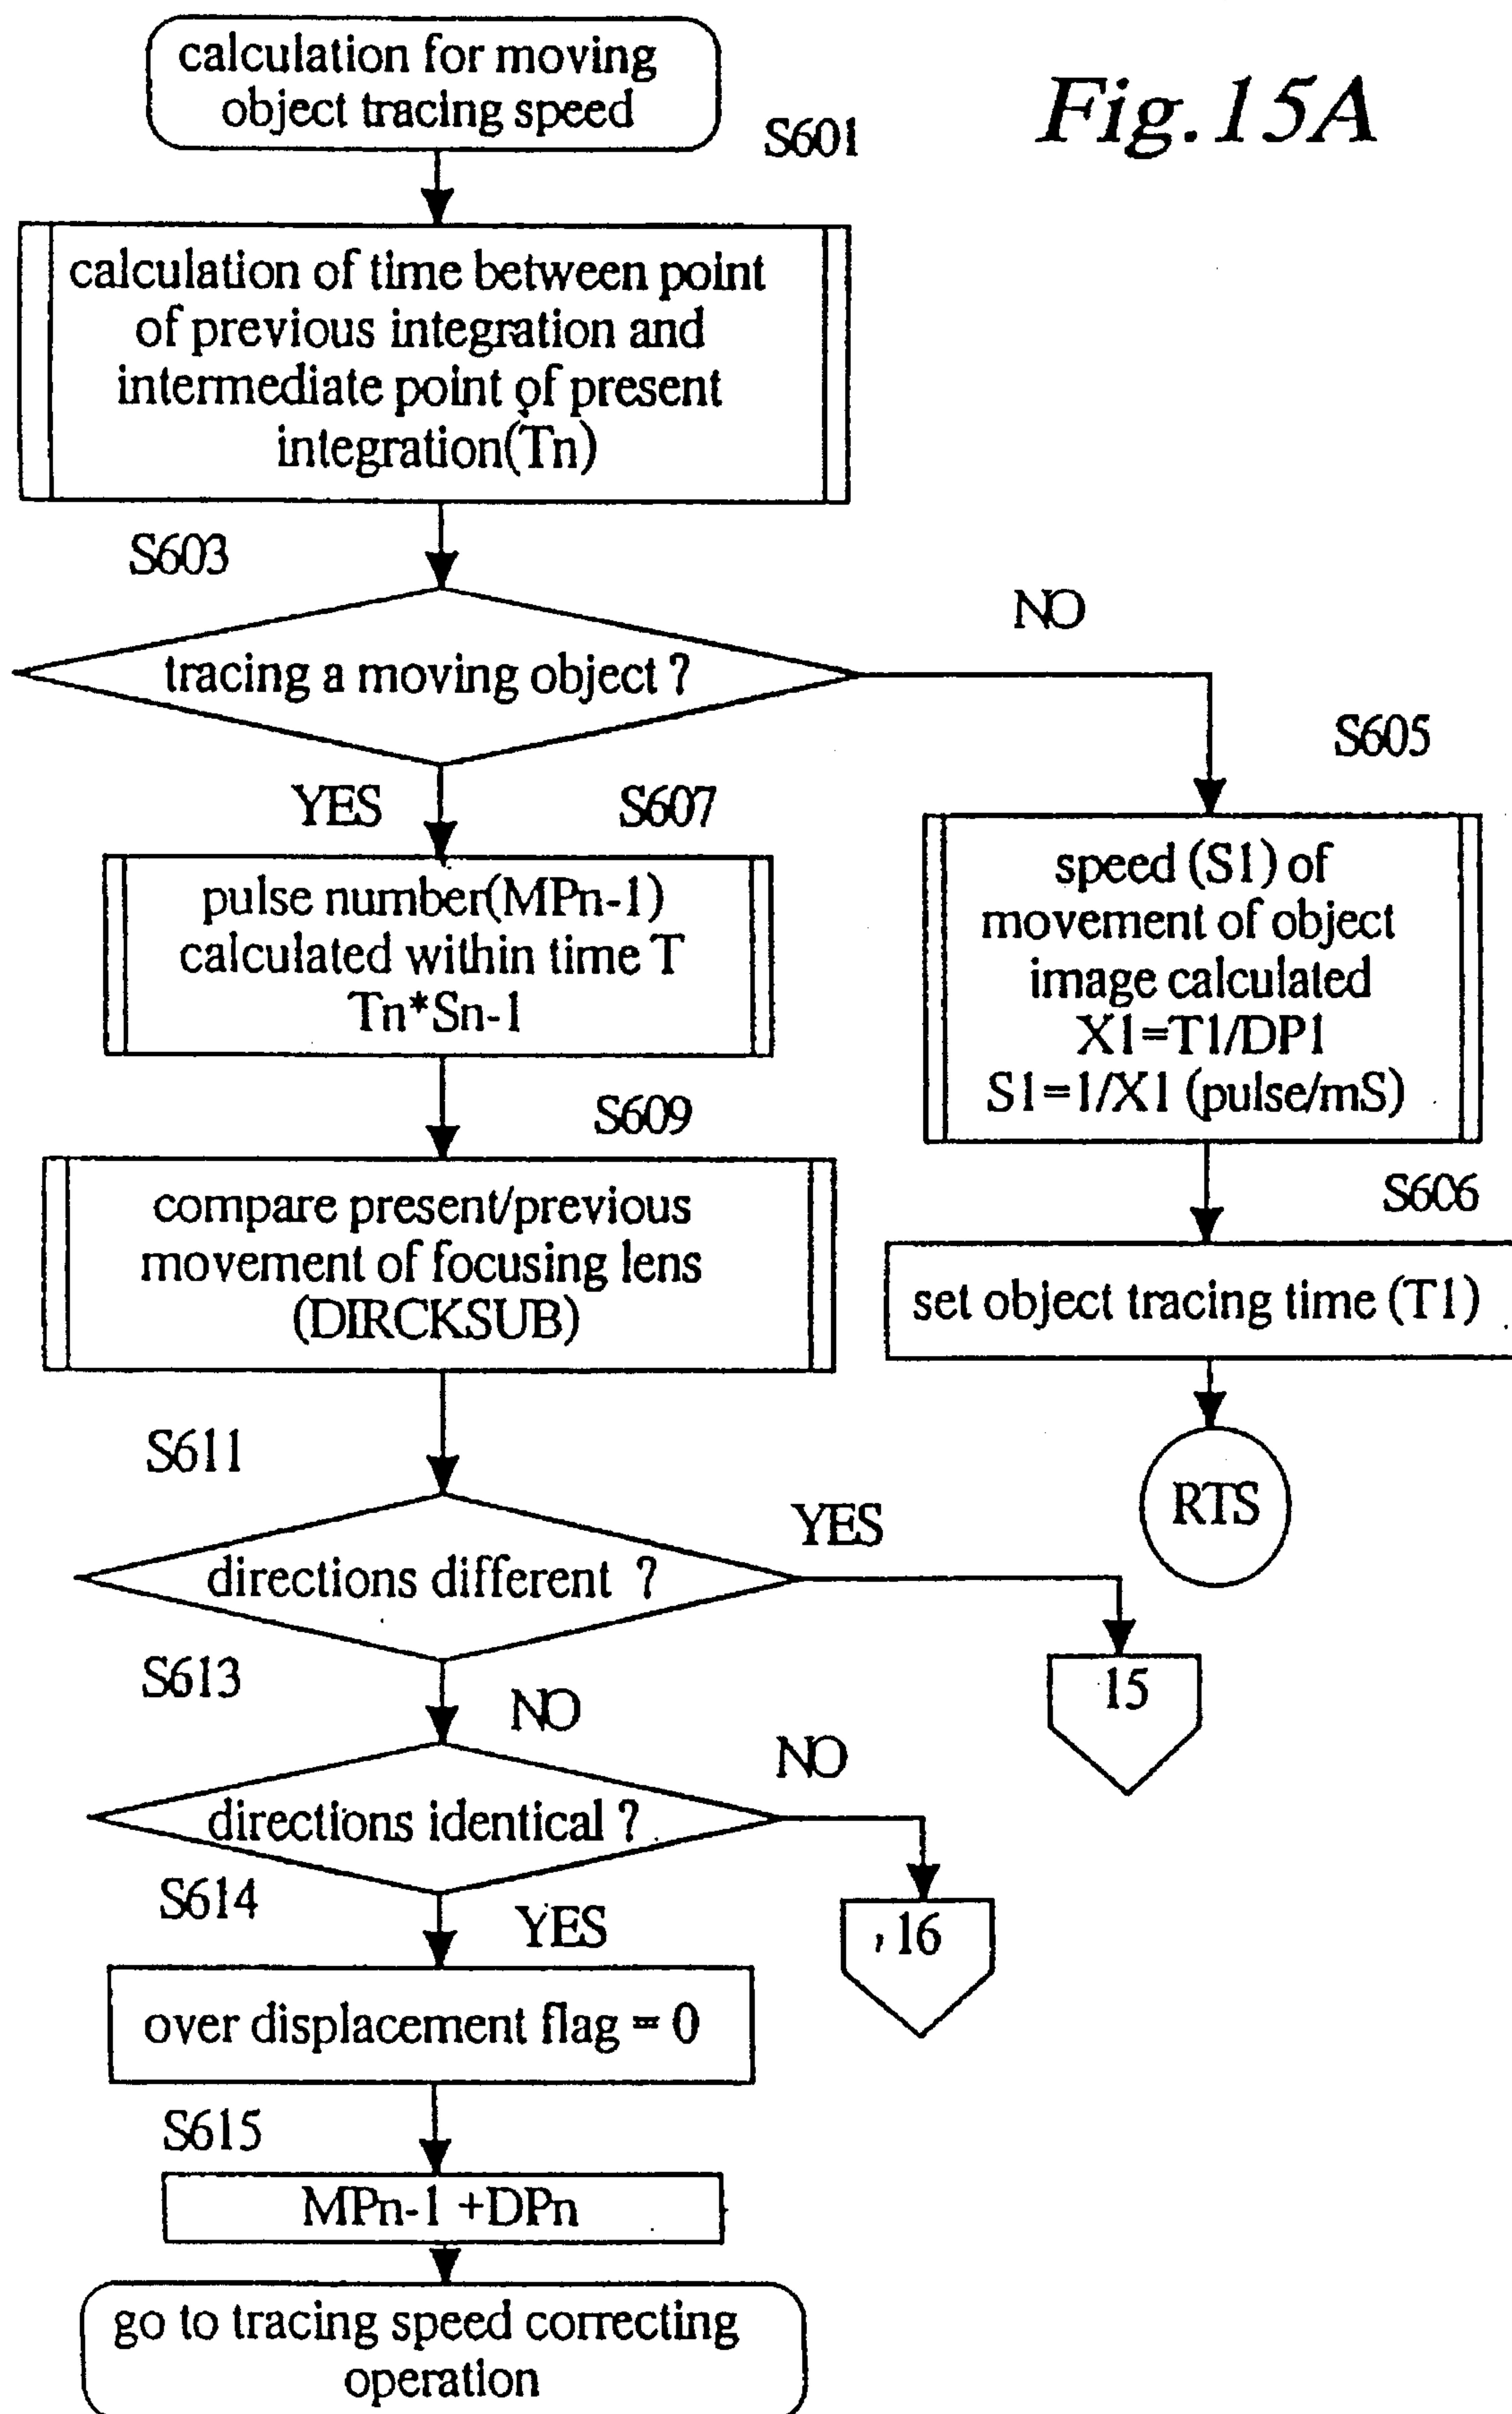 calculation for moving
object tracing speed
Fig.15A
S601
calculation of time between point
of previous integration and
intermediate point of present
integration(Tn)
S603
tracing a moving object ?
NO
YES
S605
speed (S1) of
movement of object
image calculated
X1=T1/DP1
S1=1/X1 (pulse/mS)
S606
set object tracing time (T1)
RTS
S607
pulse number(MPn-1)
calculated within time T
Tn*Sn-1
S609
compare present/previous
movement of focusing lens
(DIRCKSUB)
S611
directions different ?
YES
15
NO
S613
directions identical ?
NO
16
YES
S614
over displacement flag = 0
S615
MPn-1 +DPn
go to tracing speed correcting
operation